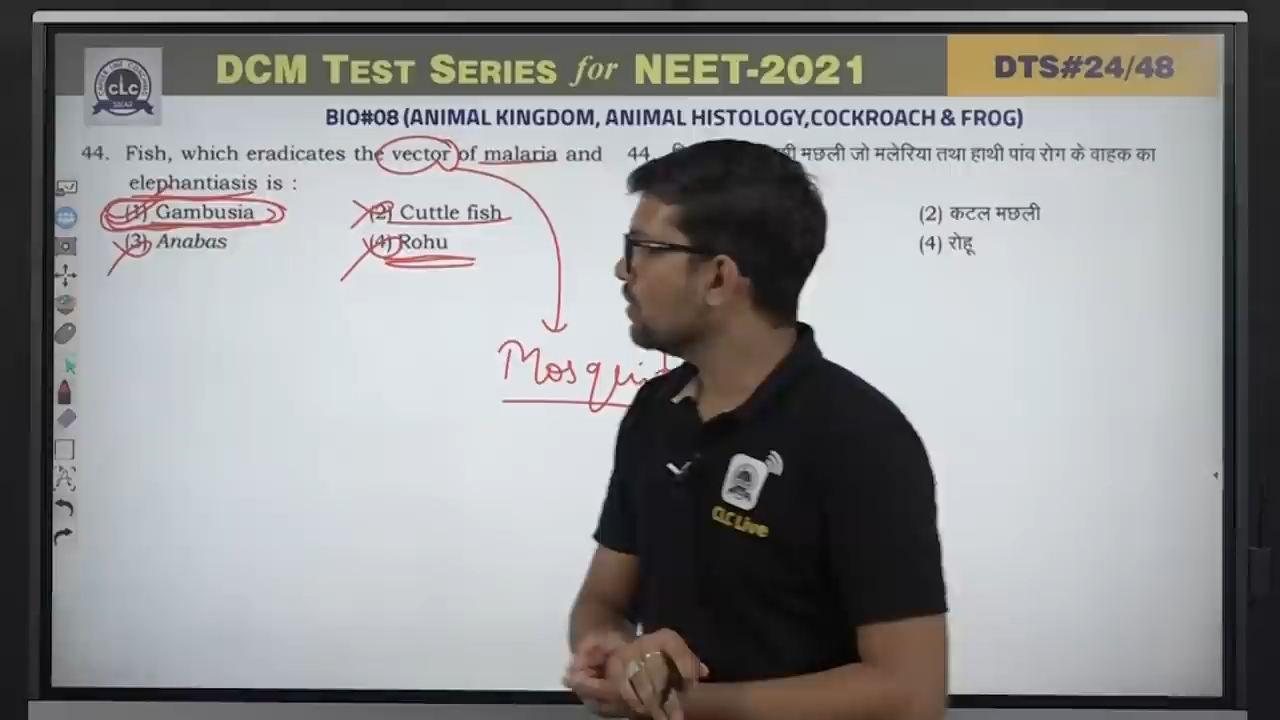 DCM TEST SERIES for NEET-2021
DTS#24/48
CLC
BIO#08 (ANIMAL KINGDOM, ANIMAL HISTOLOGY,COCKROACH & FROG)
44. Fish, which eradicates the vector of malaria and
elephantiasis is :
(1) Gambusia (2) Cuttle fish
(3) Anabas (4) Rohu
44. मछली जो मलेरिया तथा हाथी पांव रोग के वाहक का
(2) कटल मछली
(4) रोहू
CLC Live